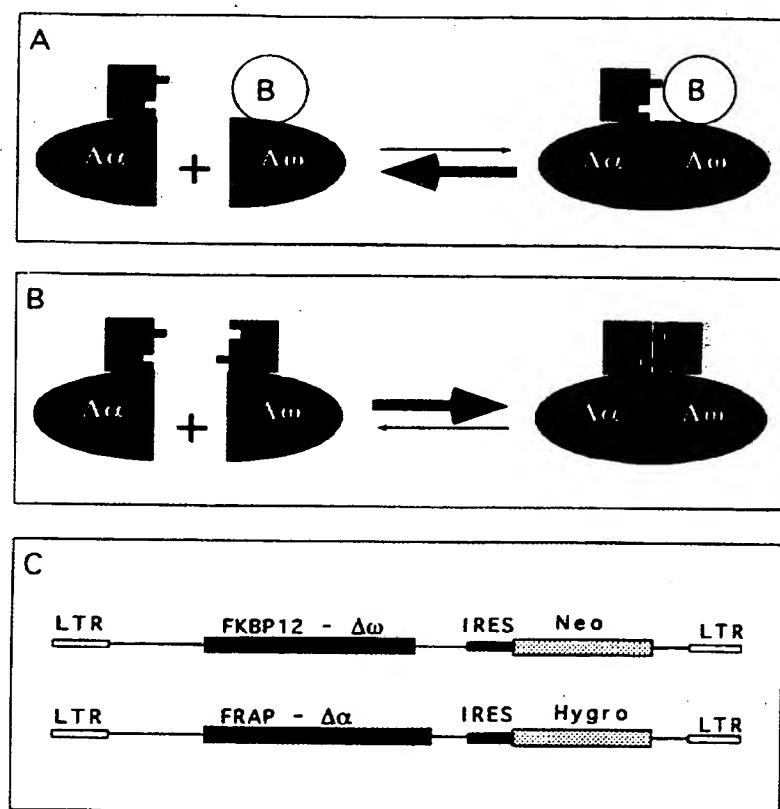 A
B
B
Δα + Δω
Δα Δω
B
Δα + Δω
Δα Δω
C
LTR FKBP12 - Δω IRES Neo LTR
LTR FRAP - Δα IRES Hygro LTR